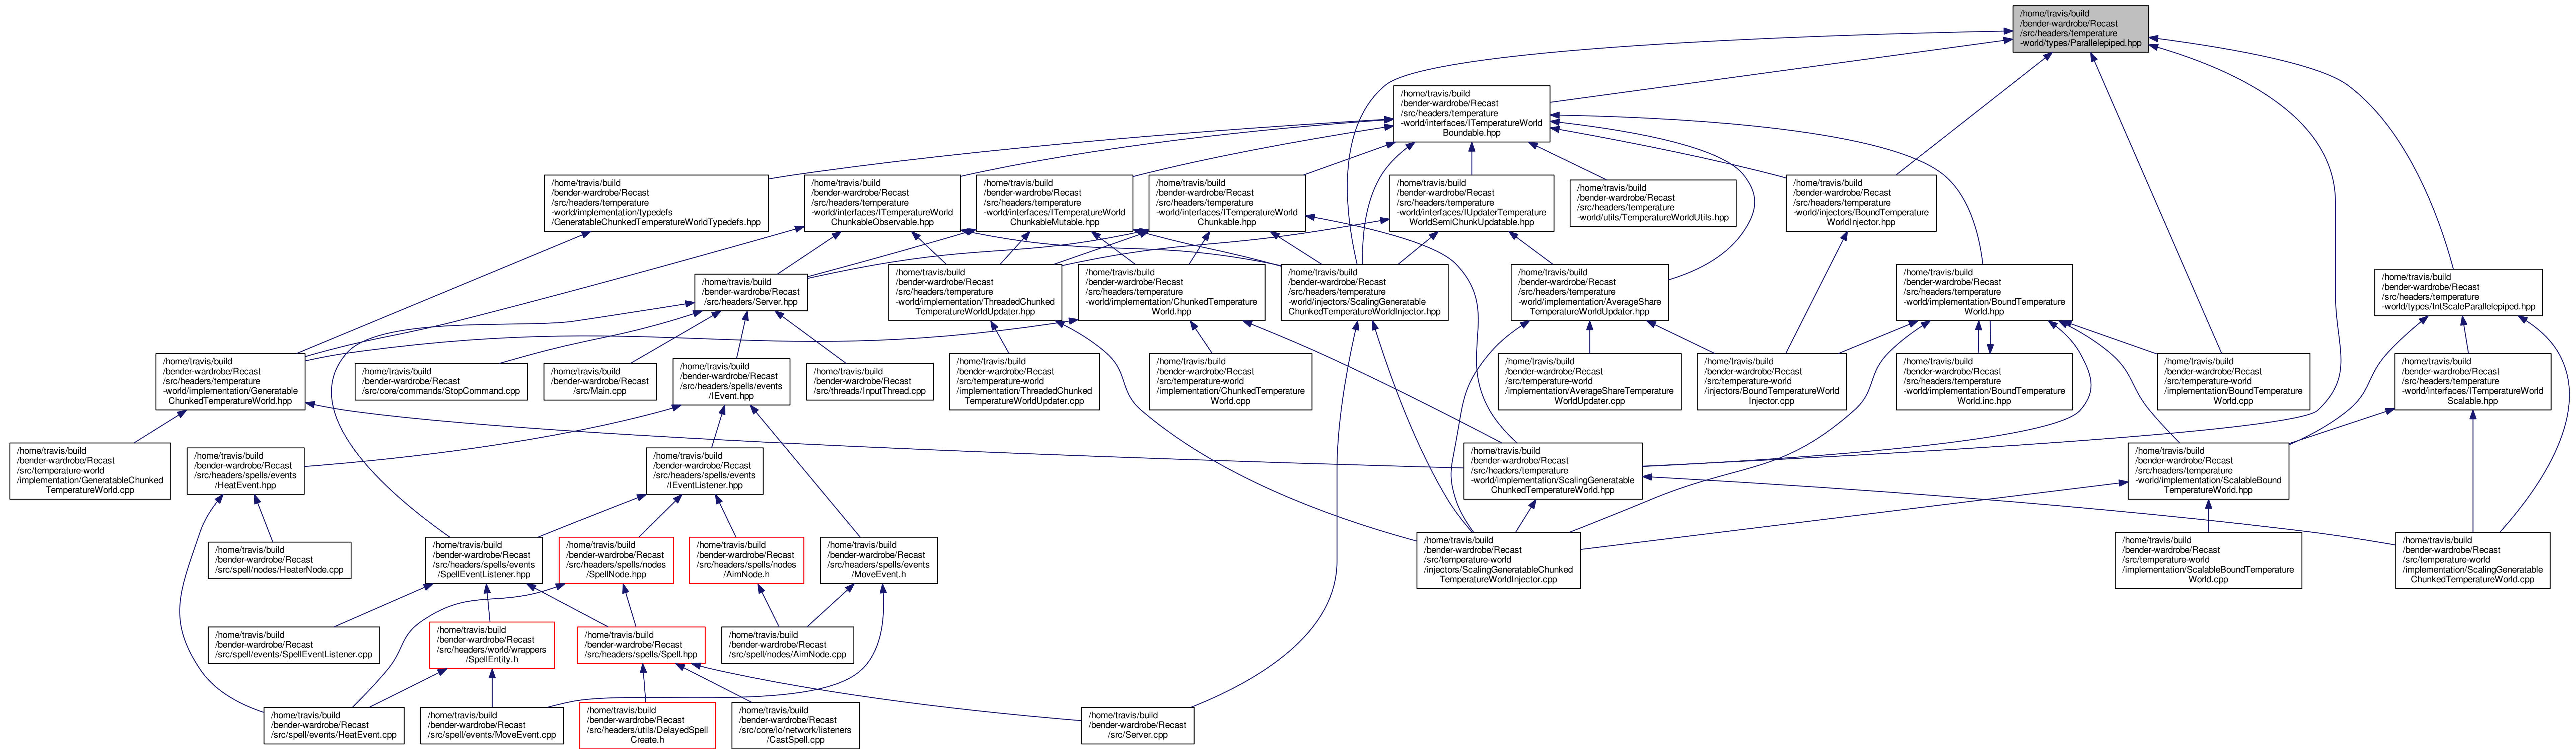 /home/travis/build
/bender-wardrobe/Recast
/src/headers/temperature
-world/types/Parallelepiped.hpp
/home/travis/build
/bender-wardrobe/Recast
/src/headers/temperature
-world/interfaces/ITemperatureWorld
Boundable.hpp
/home/travis/build
/bender-wardrobe/Recast
/src/headers/temperature
-world/implementation/typedefs
/GeneratableChunkedTemperatureWorldTypedefs.hpp
/home/travis/build
/bender-wardrobe/Recast
/src/headers/temperature
-world/interfaces/ITemperatureWorld
ChunkableObservable.hpp
/home/travis/build
/bender-wardrobe/Recast
/src/headers/temperature
-world/interfaces/ITemperatureWorld
ChunkableMutable.hpp
/home/travis/build
/bender-wardrobe/Recast
/src/headers/temperature
-world/interfaces/ITemperatureWorld
Chunkable.hpp
/home/travis/build
/bender-wardrobe/Recast
/src/headers/temperature
-world/interfaces/IUpdaterTemperature
WorldSemiChunkUpdatable.hpp
/home/travis/build
/bender-wardrobe/Recast
/src/headers/temperature
-world/utils/TemperatureWorldUtils.hpp
/home/travis/build
/bender-wardrobe/Recast
/src/headers/temperature
-world/injectors/BoundTemperature
WorldInjector.hpp
/home/travis/build
/bender-wardrobe/Recast
/src/headers/Server.hpp
/home/travis/build
/bender-wardrobe/Recast
/src/headers/temperature
-world/implementation/ThreadedChunked
TemperatureWorldUpdater.hpp
/home/travis/build
/bender-wardrobe/Recast
/src/headers/temperature
-world/implementation/ChunkedTemperature
World.hpp
/home/travis/build
/bender-wardrobe/Recast
/src/headers/temperature
-world/injectors/ScalingGeneratable
ChunkedTemperatureWorldInjector.hpp
/home/travis/build
/bender-wardrobe/Recast
/src/headers/temperature
-world/implementation/AverageShare
TemperatureWorldUpdater.hpp
/home/travis/build
/bender-wardrobe/Recast
/src/headers/temperature
-world/implementation/BoundTemperature
World.hpp
/home/travis/build
/bender-wardrobe/Recast
/src/headers/temperature
-world/types/IntScaleParallelepiped.hpp
/home/travis/build
/bender-wardrobe/Recast
/src/headers/temperature
-world/implementation/Generatable
ChunkedTemperatureWorld.hpp
/home/travis/build
/bender-wardrobe/Recast
/src/core/commands/StopCommand.cpp
/home/travis/build
/bender-wardrobe/Recast
/src/Main.cpp
/home/travis/build
/bender-wardrobe/Recast
/src/headers/spells/events
/IEvent.hpp
/home/travis/build
/bender-wardrobe/Recast
/src/threads/InputThread.cpp
/home/travis/build
/bender-wardrobe/Recast
/src/temperature-world
/implementation/ThreadedChunked
TemperatureWorldUpdater.cpp
/home/travis/build
/bender-wardrobe/Recast
/src/temperature-world
/implementation/ChunkedTemperature
World.cpp
/home/travis/build
/bender-wardrobe/Recast
/src/temperature-world
/implementation/AverageShareTemperature
WorldUpdater.cpp
/home/travis/build
/bender-wardrobe/Recast
/src/temperature-world
/injectors/BoundTemperatureWorld
Injector.cpp
/home/travis/build
/bender-wardrobe/Recast
/src/headers/temperature
-world/implementation/BoundTemperature
World.inc.hpp
/home/travis/build
/bender-wardrobe/Recast
/src/temperature-world
/implementation/BoundTemperature
World.cpp
/home/travis/build
/bender-wardrobe/Recast
/src/headers/temperature
-world/interfaces/ITemperatureWorld
Scalable.hpp
/home/travis/build
/bender-wardrobe/Recast
/src/temperature-world
/implementation/GeneratableChunked
TemperatureWorld.cpp
/home/travis/build
/bender-wardrobe/Recast
/src/headers/spells/events
/HeatEvent.hpp
/home/travis/build
/bender-wardrobe/Recast
/src/headers/spells/events
/IEventListener.hpp
/home/travis/build
/bender-wardrobe/Recast
/src/headers/temperature
-world/implementation/ScalingGeneratable
ChunkedTemperatureWorld.hpp
/home/travis/build
/bender-wardrobe/Recast
/src/headers/temperature
-world/implementation/ScalableBound
TemperatureWorld.hpp
/home/travis/build
/bender-wardrobe/Recast
/src/spell/nodes/HeaterNode.cpp
/home/travis/build
/bender-wardrobe/Recast
/src/headers/spells/events
/SpellEventListener.hpp
/home/travis/build
/bender-wardrobe/Recast
/src/headers/spells/nodes
/SpellNode.hpp
/home/travis/build
/bender-wardrobe/Recast
/src/headers/spells/nodes
/AimNode.h
/home/travis/build
/bender-wardrobe/Recast
/src/headers/spells/events
/MoveEvent.h
/home/travis/build
/bender-wardrobe/Recast
/src/temperature-world
/injectors/ScalingGeneratableChunked
TemperatureWorldInjector.cpp
/home/travis/build
/bender-wardrobe/Recast
/src/temperature-world
/implementation/ScalableBoundTemperature
World.cpp
/home/travis/build
/bender-wardrobe/Recast
/src/temperature-world
/implementation/ScalingGeneratable
ChunkedTemperatureWorld.cpp
/home/travis/build
/bender-wardrobe/Recast
/src/spell/events/SpellEventListener.cpp
/home/travis/build
/bender-wardrobe/Recast
/src/headers/world/wrappers
/SpellEntity.h
/home/travis/build
/bender-wardrobe/Recast
/src/headers/spells/Spell.hpp
/home/travis/build
/bender-wardrobe/Recast
/src/spell/nodes/AimNode.cpp
/home/travis/build
/bender-wardrobe/Recast
/src/spell/events/HeatEvent.cpp
/home/travis/build
/bender-wardrobe/Recast
/src/spell/events/MoveEvent.cpp
/home/travis/build
/bender-wardrobe/Recast
/src/headers/utils/DelayedSpell
Create.h
/home/travis/build
/bender-wardrobe/Recast
/src/core/io/network/listeners
/CastSpell.cpp
/home/travis/build
/bender-wardrobe/Recast
/src/Server.cpp